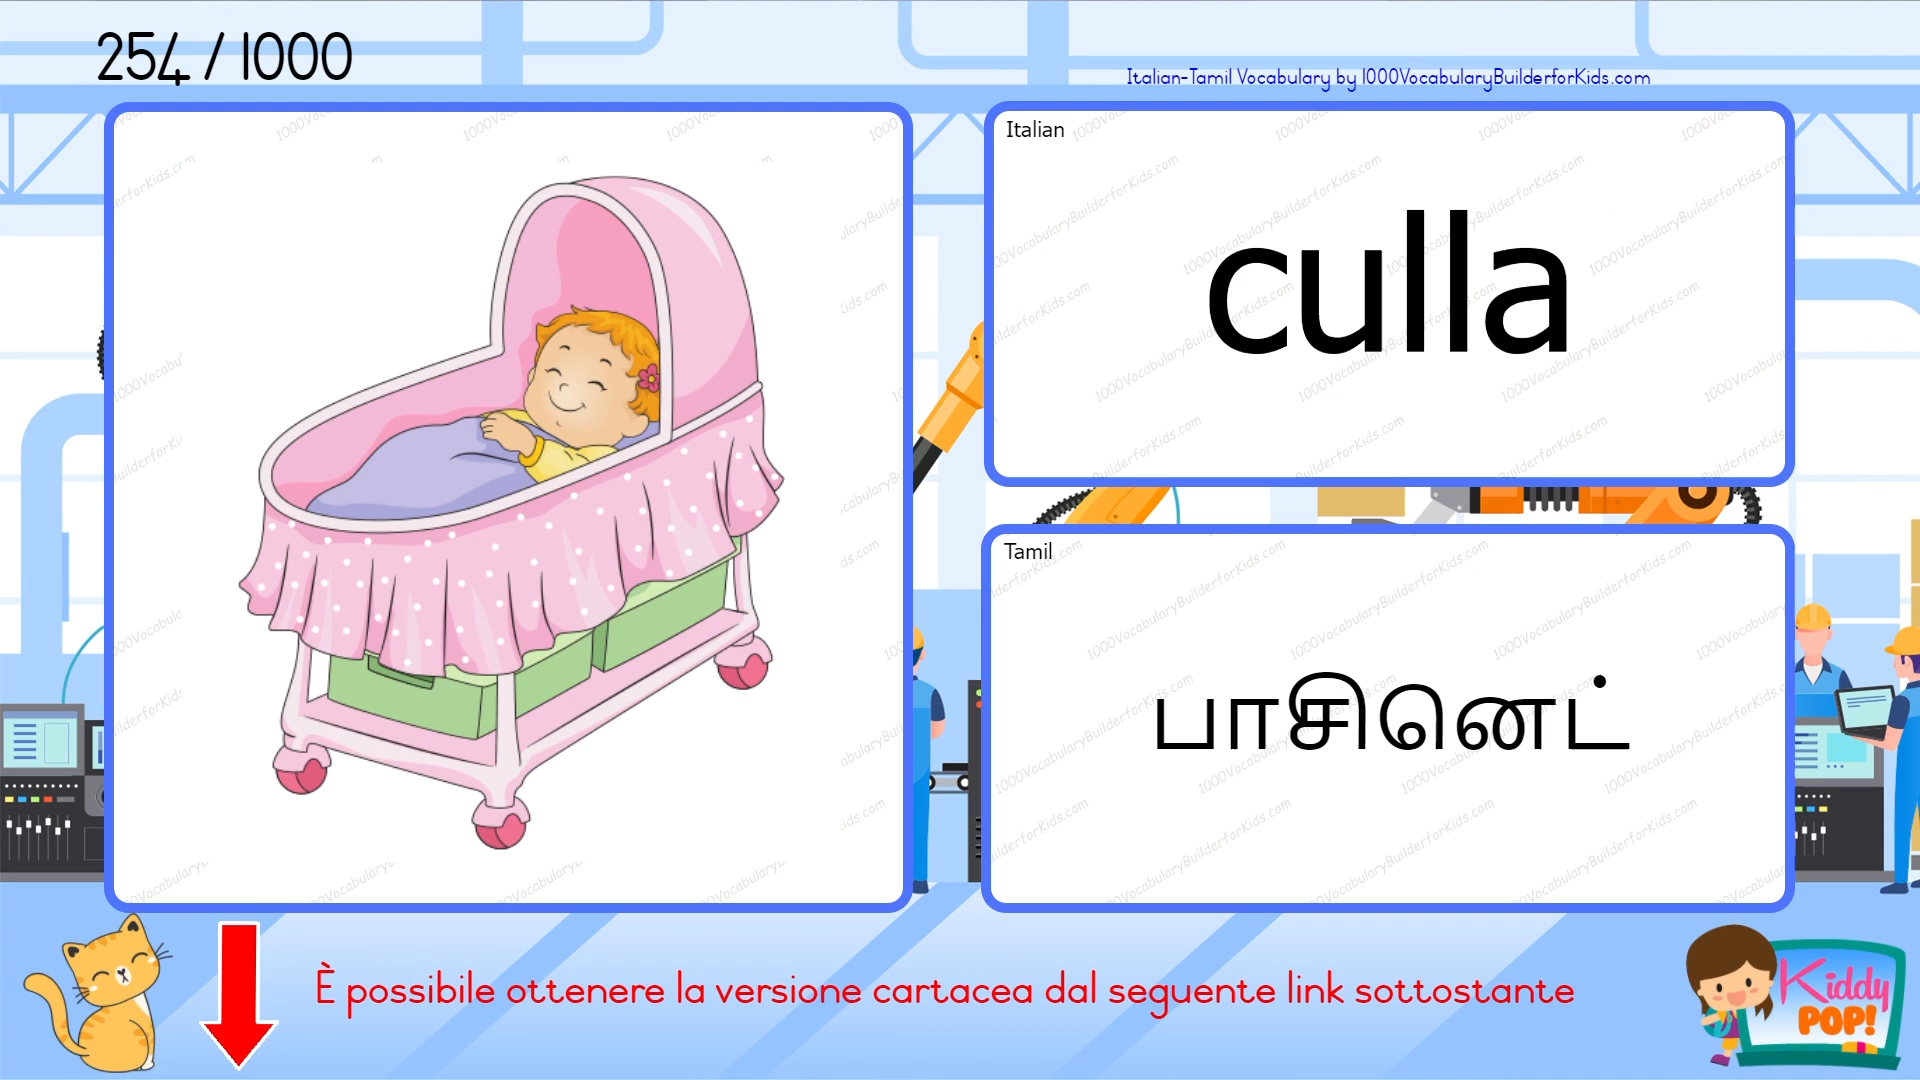 254 / 1000
Italian-Tamil Vocabulary by 1000VocabularyBuilderforKids.com
Italian
culla
Tamil
பாசினெட்
È possibile ottenere la versione cartacea dal seguente link sottostante
Kiddy
POP!